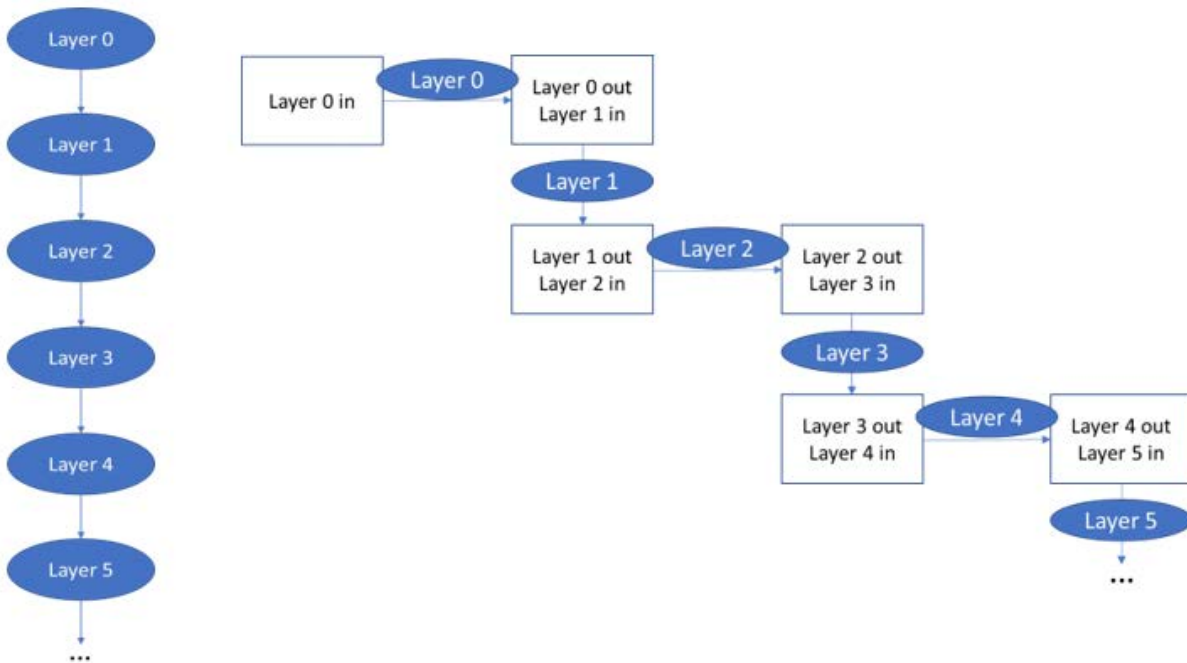 Layer 0
Layer 1
Layer 2
Layer 3
Layer 4
Layer 5
...
Layer 0 in
Layer 0
Layer 0 out
Layer 1 in
Layer 1
Layer 1 out
Layer 2 in
Layer 2
Layer 2 out
Layer 3 in
Layer 3
Layer 3 out
Layer 4 in
Layer 4
Layer 4 out
Layer 5 in
Layer 5
...